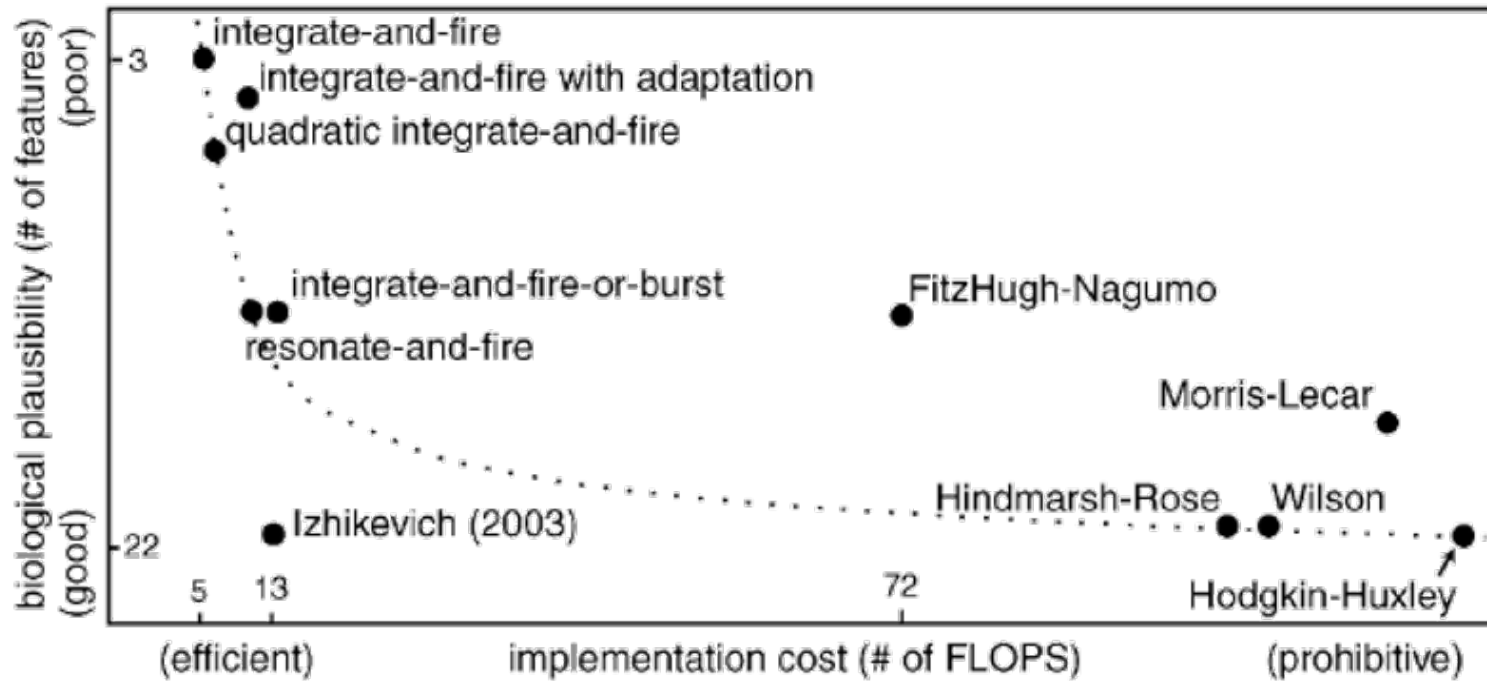 biological plausibility (# of features)
(poor)
(good)
3
22
integrate-and-fire
integrate-and-fire with adaptation
quadratic integrate-and-fire
integrate-and-fire-or-burst
resonate-and-fire
FitzHugh-Nagumo
Morris-Lecar
Hindmarsh-Rose
Wilson
Izhikevich (2003)
Hodgkin-Huxley
5
13
72
(efficient)
implementation cost (# of FLOPS)
(prohibitive)